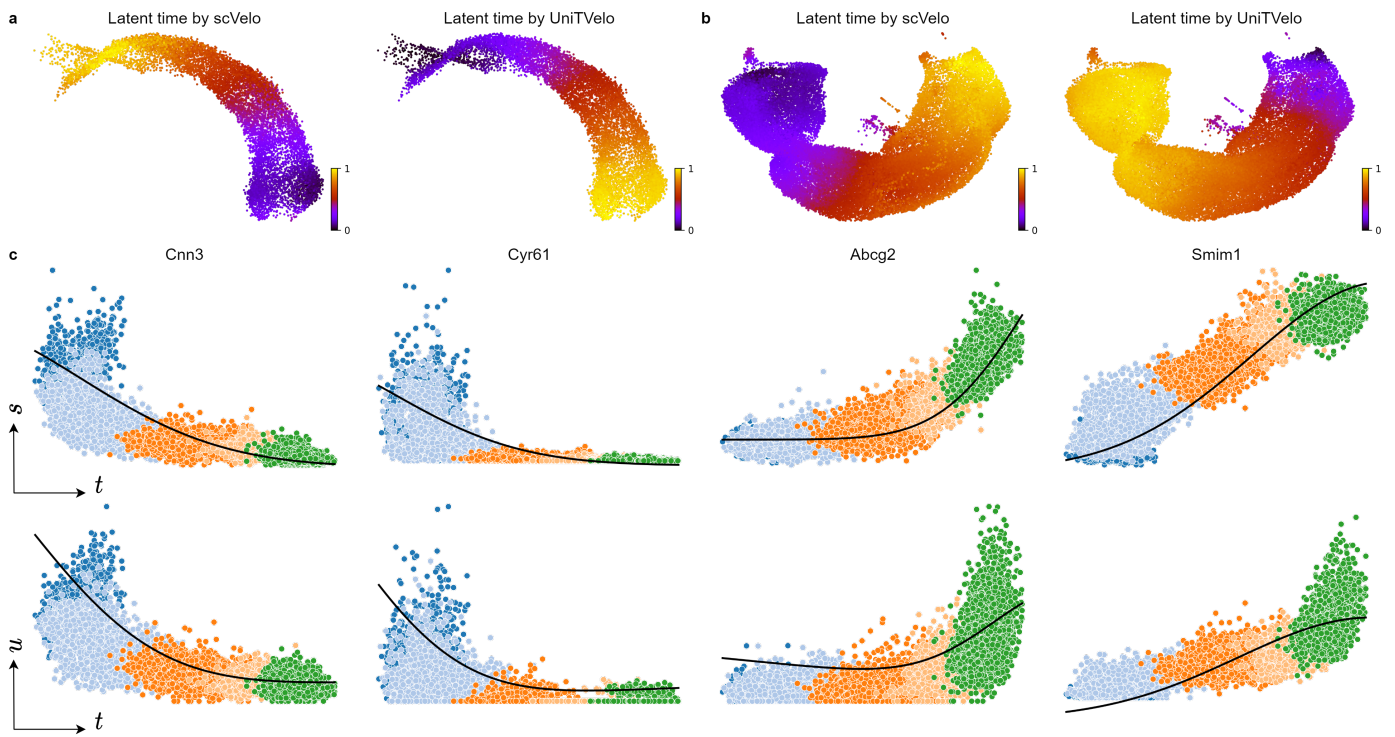 a
Latent time by scVelo
Latent time by UniTVelo
b
Latent time by scVelo
Latent time by UniTVelo
1
0
1
0
1
0
1
0
c
Cnn3
Cyr61
Abcg2
Smim1
s
t
u
t